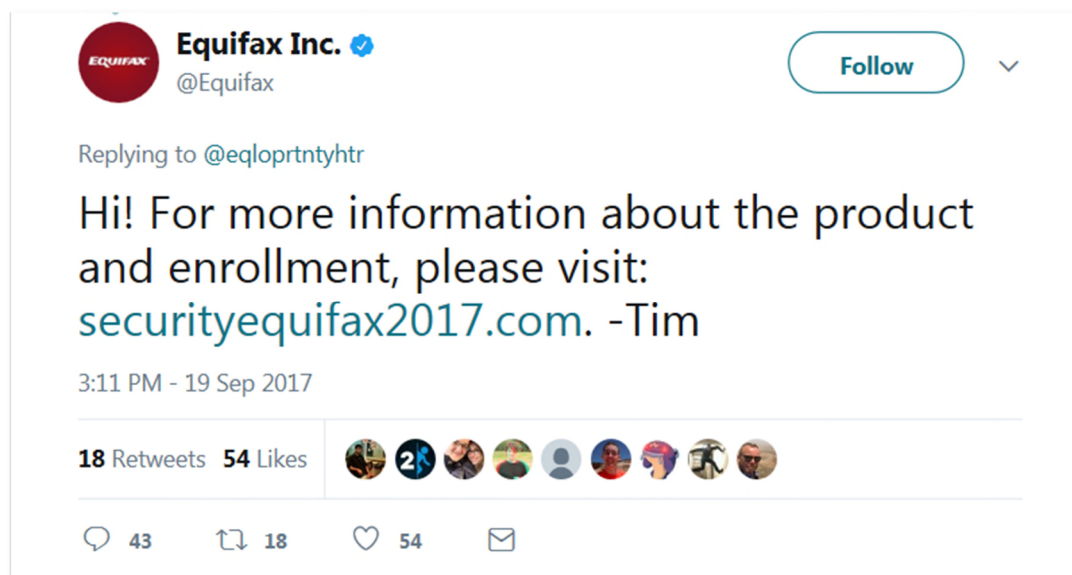 EQUIFAX
Equifax Inc.
@Equifax
Follow
Replying to @eqloprtntyhtr
Hi! For more information about the product
and enrollment, please visit:
securityequifax2017.com. -Tim
3:11 PM - 19 Sep 2017
18 Retweets 54 Likes
2
43 18 54